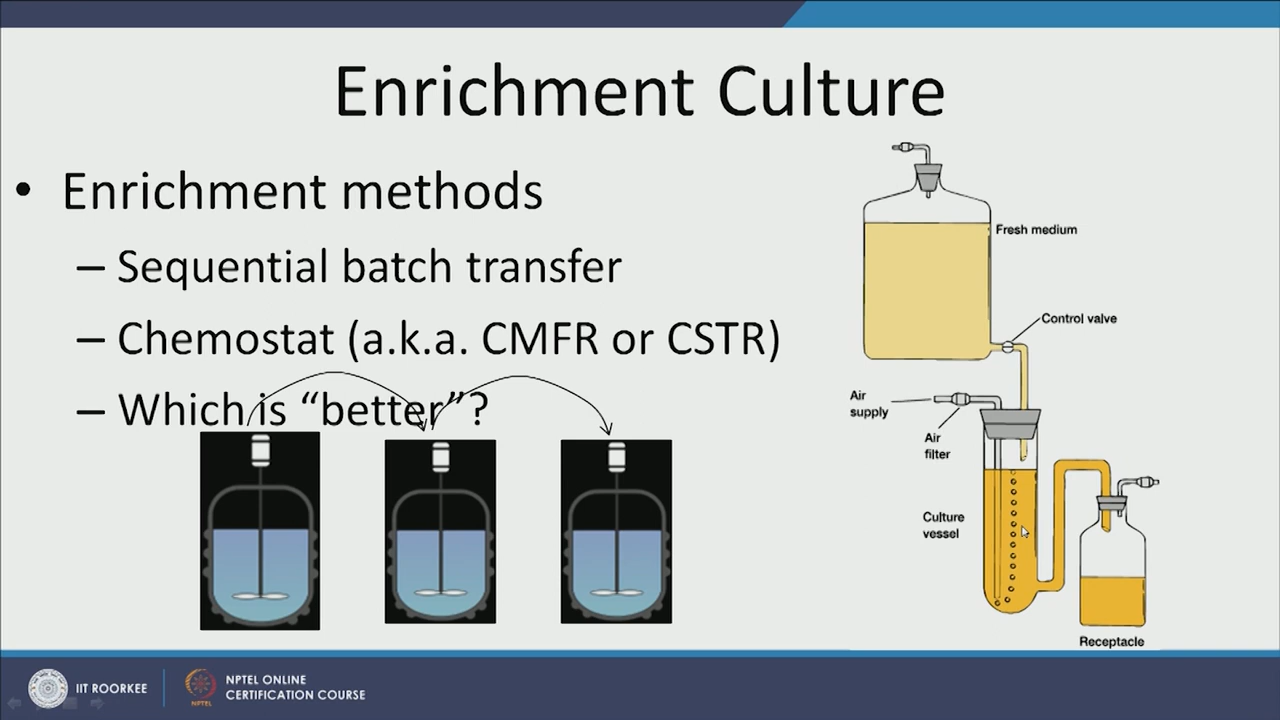 Enrichment Culture
• Enrichment methods
– Sequential batch transfer
– Chemostat (a.k.a. CMFR or CSTR)
– Which is “better”?
Fresh medium
Control valve
Air
supply
Air
filter
Culture
vessel
Receptacle
IIT ROORKEE
NPTEL
NPTEL ONLINE
CERTIFICATION COURSE